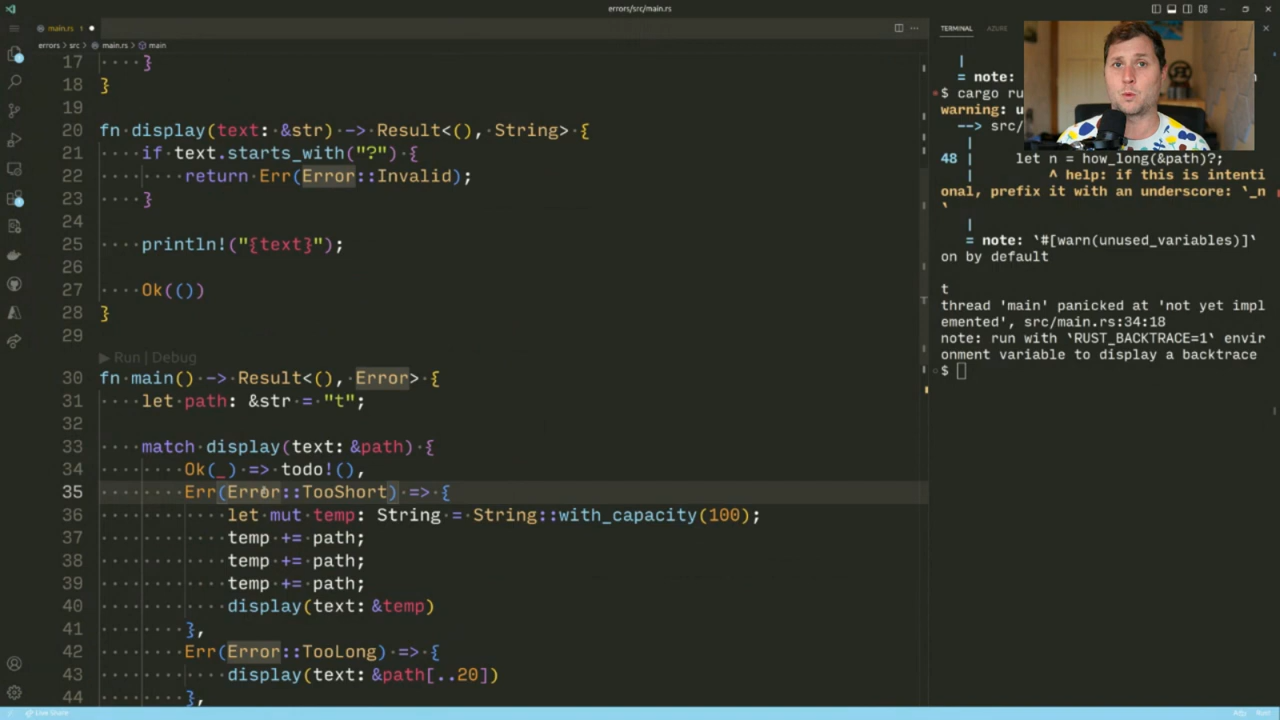 errors/src/main.rs
main.rs
errors > src > main.rs > main
17 }
18 }
19
20 fn display(text: &str) -> Result<(), String> {
21 if text.starts_with("?") {
22 return Err(Error::Invalid);
23 }
24
25 println!("{text}");
26
27 Ok(())
28 }
29
▶ Run | Debug
30 fn main() -> Result<(), Error> {
31 let path: &str = "t";
32
33 match display(text: &path) {
34 Ok(_) => todo!(),
35 Err(Error::TooShort) => {
36 let mut temp: String = String::with_capacity(100);
37 temp += path;
38 temp += path;
39 temp += path;
40 display(text: &temp)
41 },
42 Err(Error::TooLong) => {
43 display(text: &path[..20])
44 },
Live Share
TERMINAL AZURE
|
= note:
$ cargo ru
warning: u
--> src/
|
48 | let n = how_long(&path)?;
| ^ help: if this is intenti
onal, prefix it with an underscore: `_n
`
|
= note: `#[warn(unused_variables)]`
on by default
t
thread 'main' panicked at 'not yet impl
emented', src/main.rs:34:18
note: run with `RUST_BACKTRACE=1` envir
onment variable to display a backtrace
$